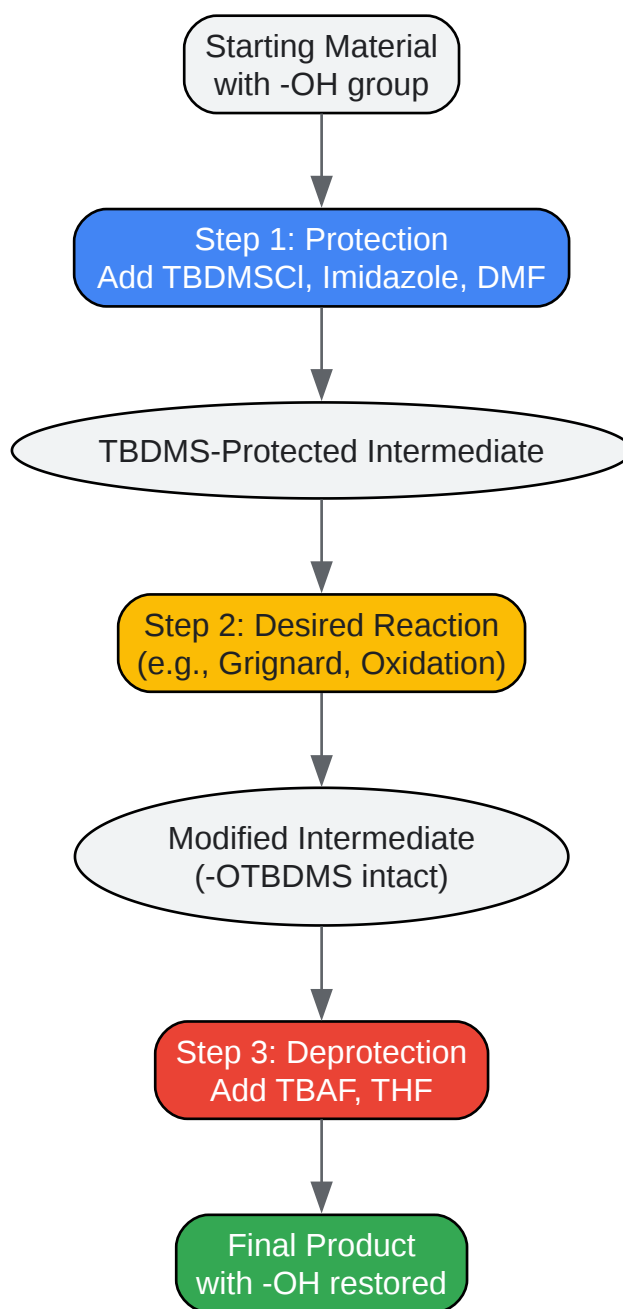 Starting Material
with -OH group
Step 1: Protection
Add TBDMSCl, Imidazole, DMF
TBDMS-Protected Intermediate
Step 2: Desired Reaction
(e.g., Grignard, Oxidation)
Modified Intermediate
(-OTBDMS intact)
Step 3: Deprotection
Add TBAF, THF
Final Product
with -OH restored